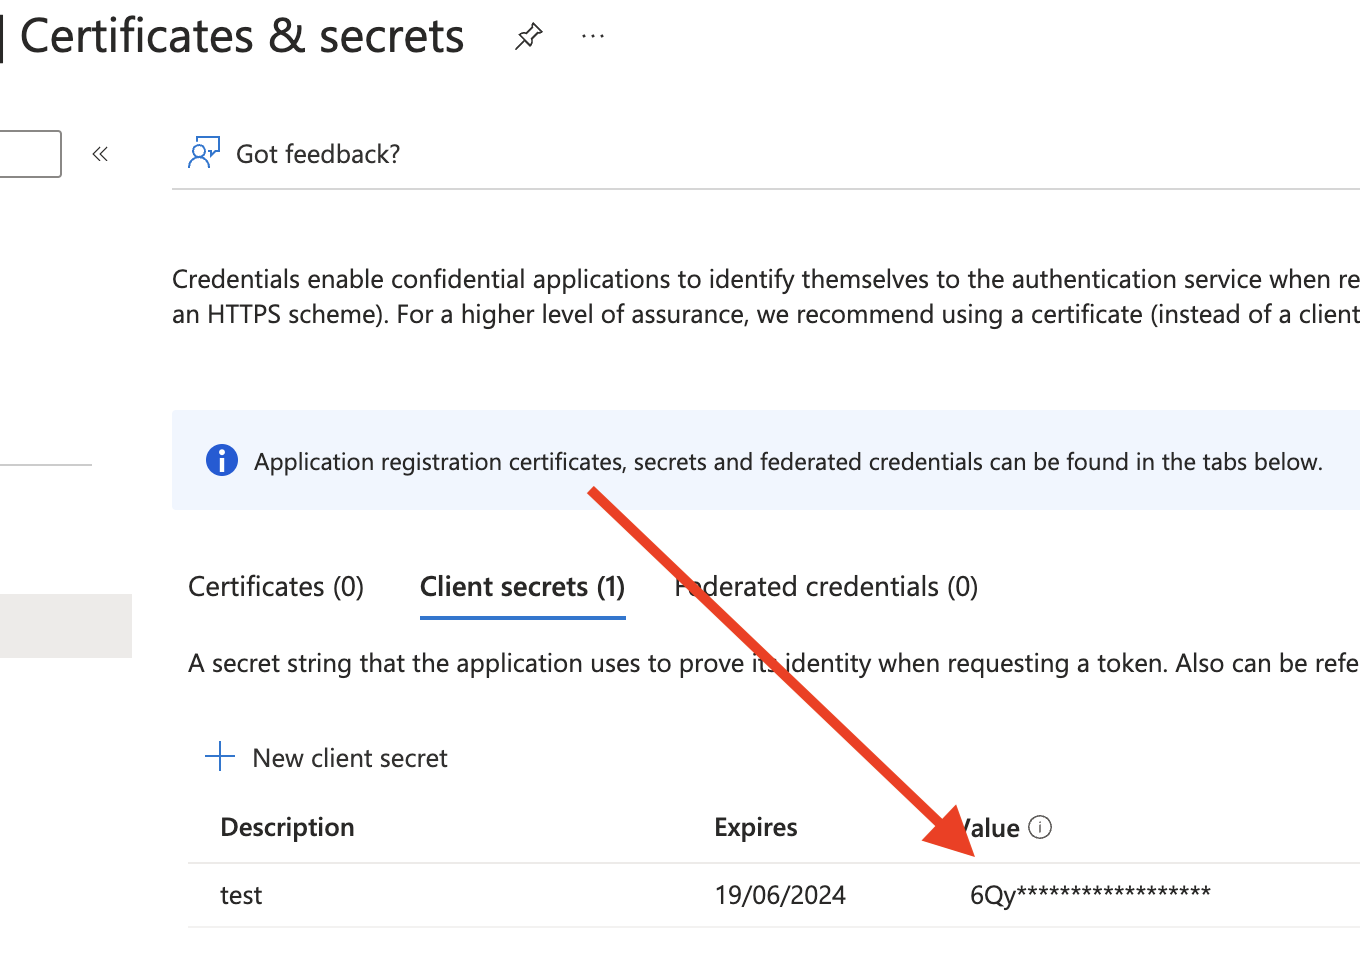 Certificates & secrets
Got feedback?
Credentials enable confidential applications to identify themselves to the authentication service when re
an HTTPS scheme). For a higher level of assurance, we recommend using a certificate (instead of a client
Application registration certificates, secrets and federated credentials can be found in the tabs below.
Certificates (0) Client secrets (1) Federated credentials (0)
A secret string that the application uses to prove its identity when requesting a token. Also can be refe
New client secret
Description Expires Value
test 19/06/2024 6Qy******************